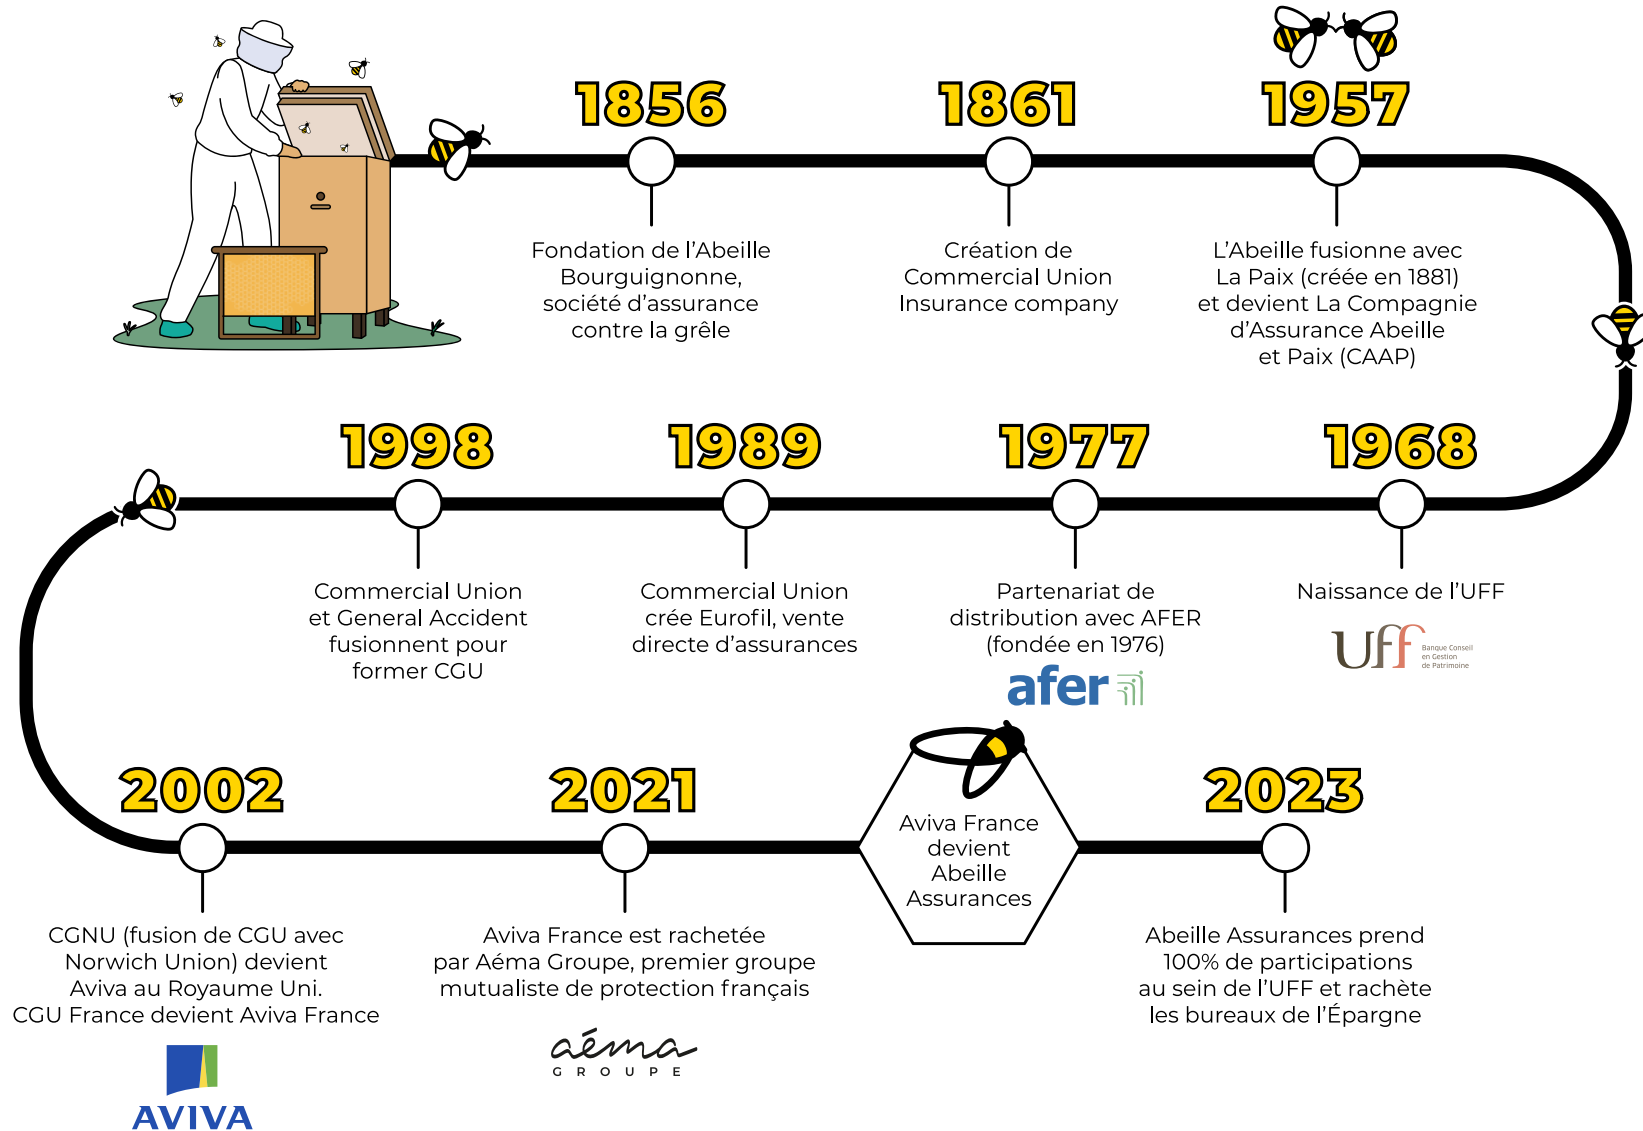 1856
Fondation de l’Abeille
Bourguignonne,
société d’assurance
contre la grêle
1861
Création de
Commercial Union
Insurance company
1957
L’Abeille fusionne avec
La Paix (créée en 1881)
et devient La Compagnie
d’Assurance Abeille
et Paix (CAAP)
1968
Naissance de l’UFF
Uff
Banque Conseil
en Gestion
de Patrimoine
1977
Partenariat de
distribution avec AFER
(fondée en 1976)
afer
1989
Commercial Union
crée Eurofil, vente
directe d’assurances
1998
Commercial Union
et General Accident
fusionnent pour
former CGU
2002
CGNU (fusion de CGU avec
Norwich Union) devient
Aviva au Royaume Uni.
CGU France devient Aviva France
AVIVA
2021
Aviva France est rachetée
par Aéma Groupe, premier groupe
mutualiste de protection français
aéma
GROUPE
Aviva France
devient
Abeille
Assurances
2023
Abeille Assurances prend
100% de participations
au sein de l’UFF et rachète
les bureaux de l’Épargne